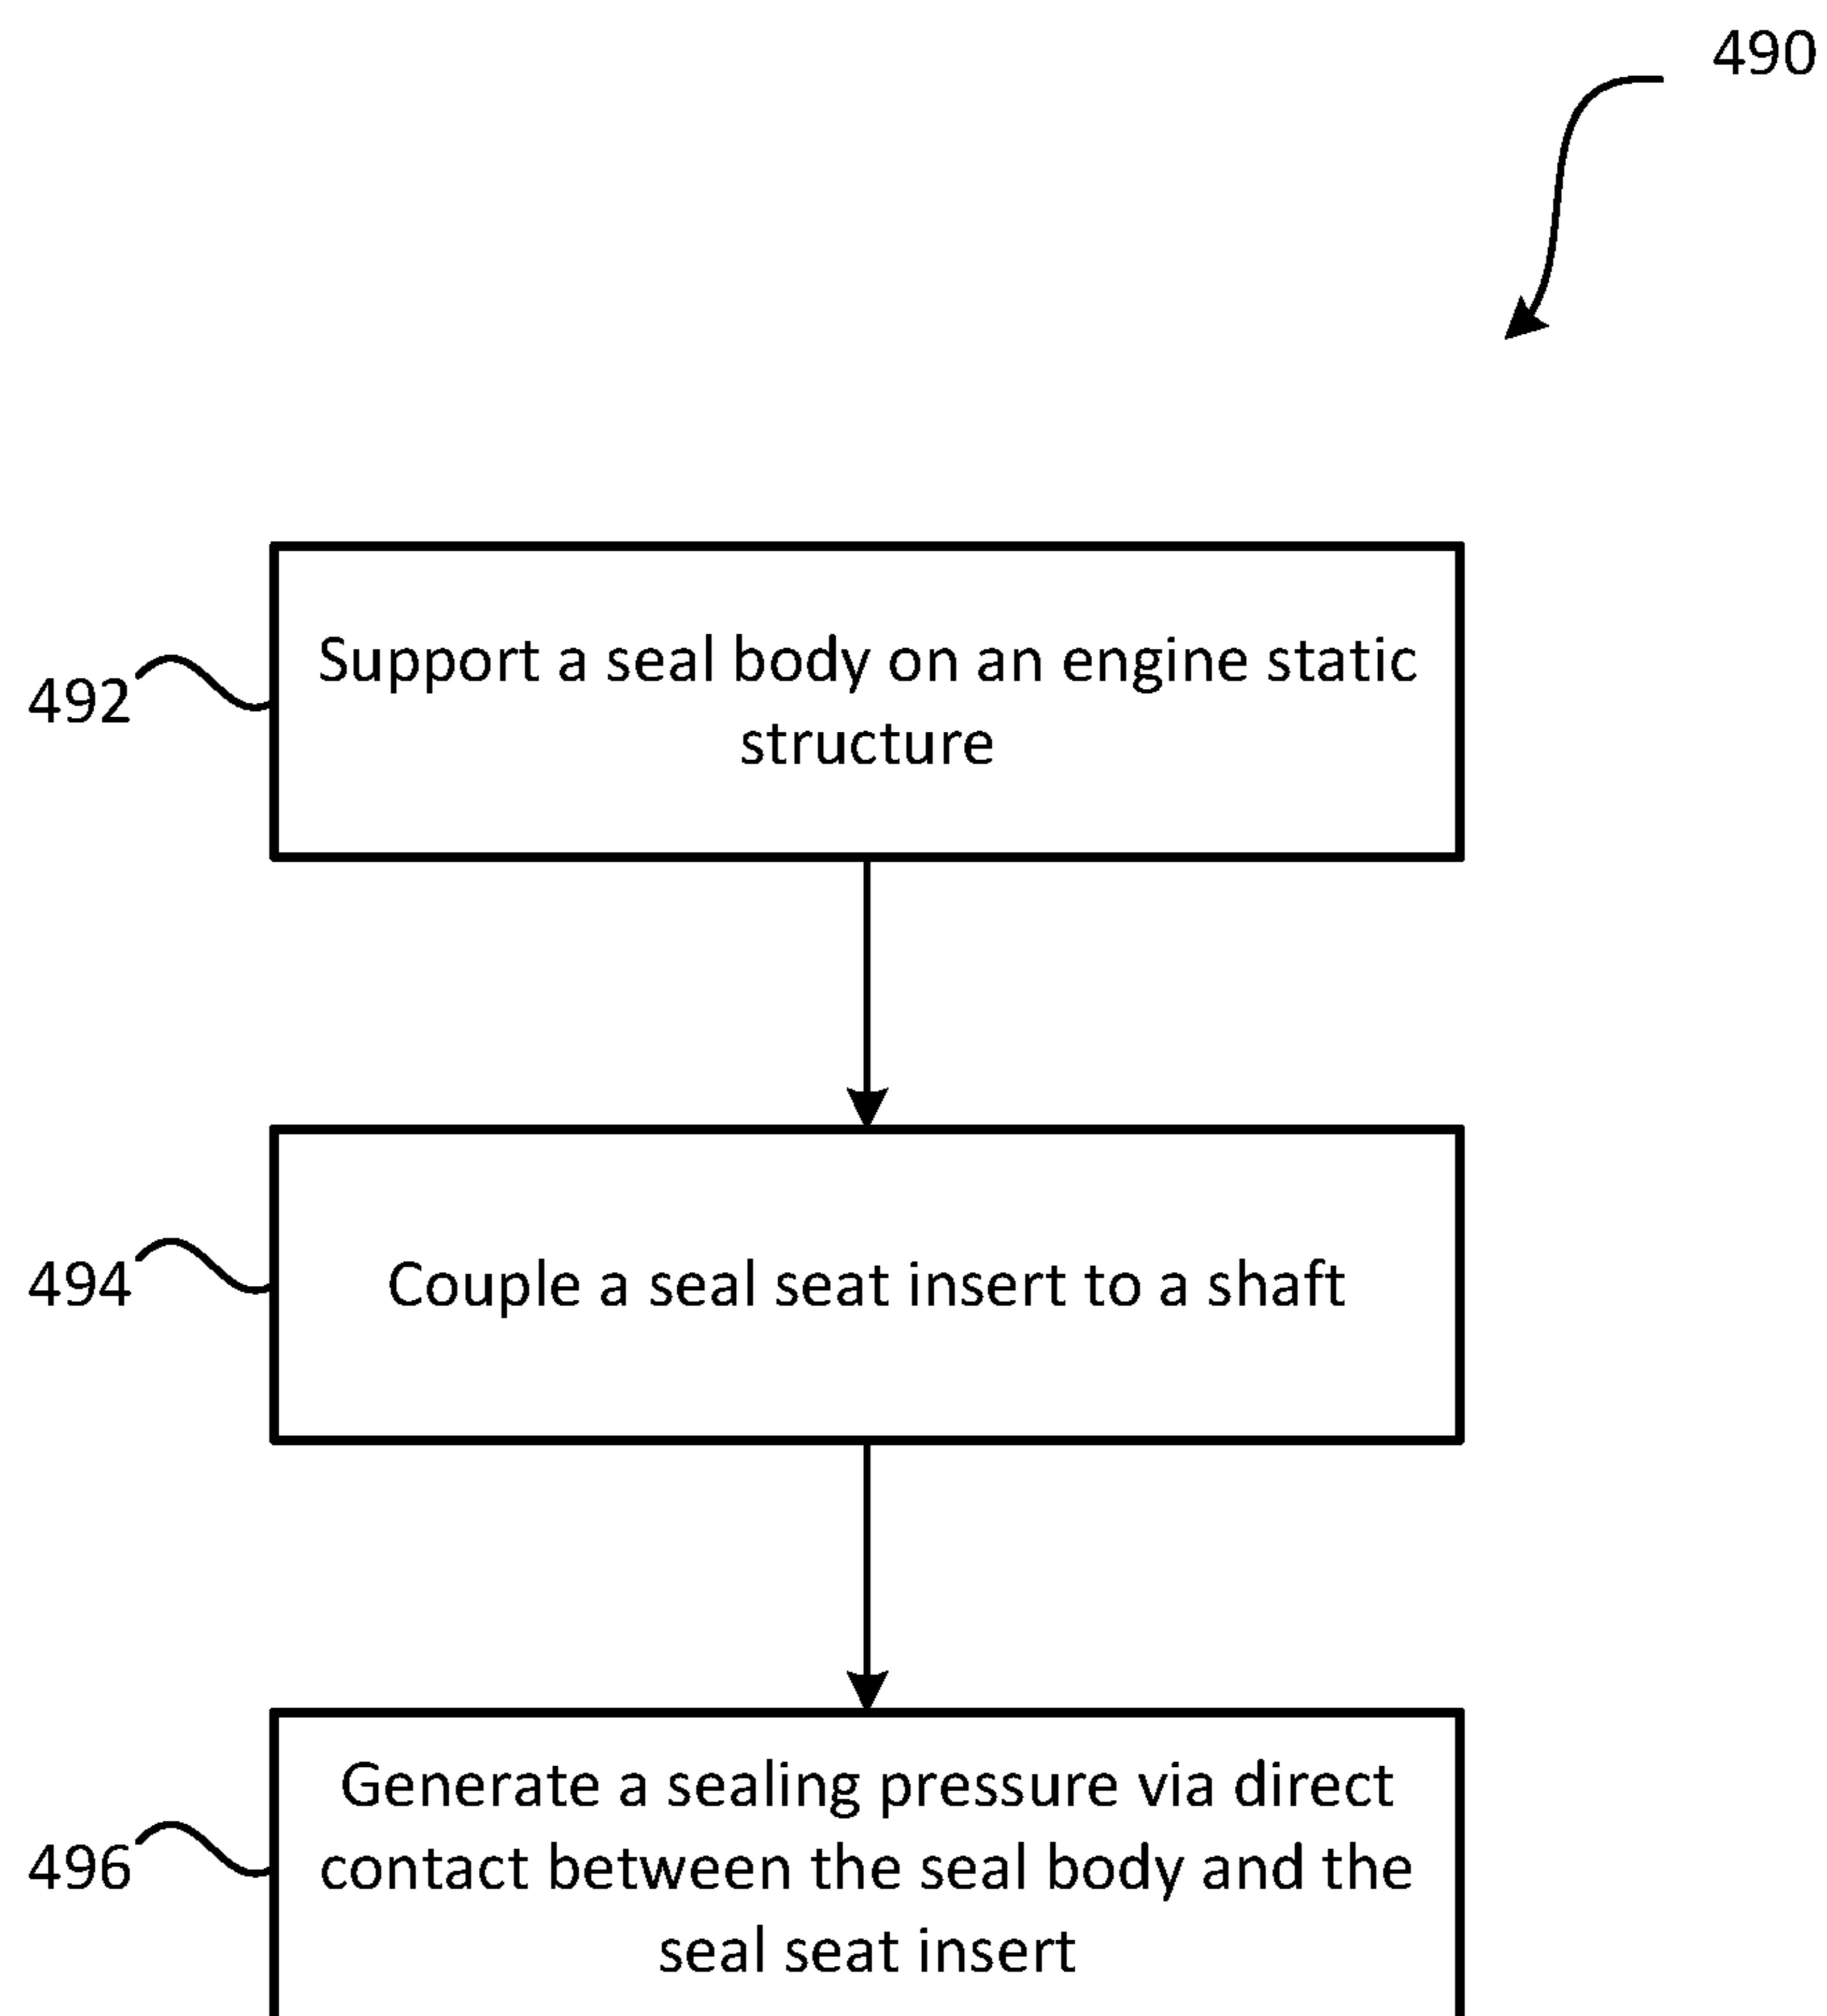 490
492
Support a seal body on an engine static
structure
494
Couple a seal seat insert to a shaft
496
Generate a sealing pressure via direct
contact between the seal body and the
seal seat insert